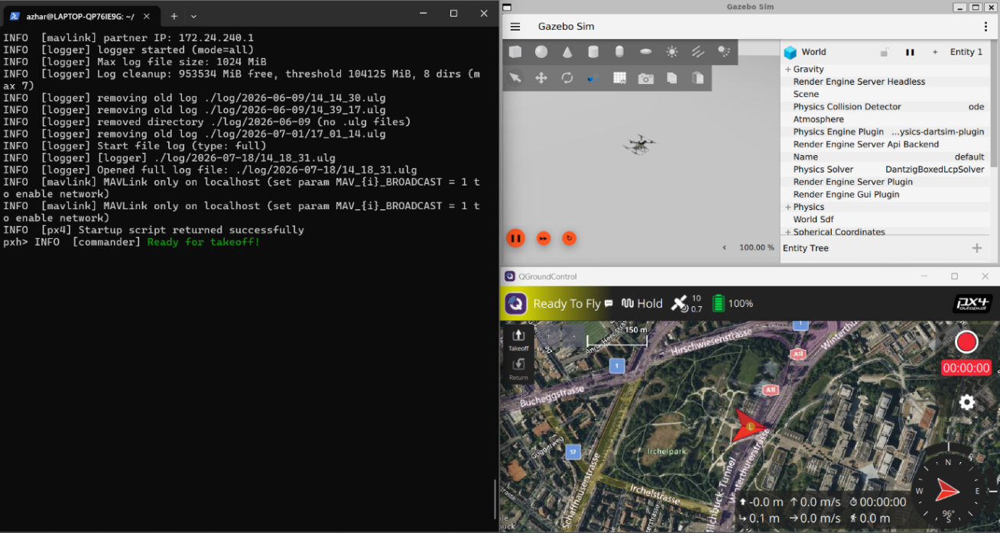 azhar@LAPTOP-QP76IE9G: ~/
INFO  [mavlink] partner IP: 172.24.240.1
INFO  [logger] logger started (mode=all)
INFO  [logger] Max log file size: 1024 MiB
INFO  [logger] Log cleanup: 953534 MiB free, threshold 104125 MiB, 8 dirs (m
ax 7)
INFO  [logger] removing old log ./log/2026-06-09/14_14_30.ulg
INFO  [logger] removing old log ./log/2026-06-09/14_39_17.ulg
INFO  [logger] removed directory ./log/2026-06-09 (no .ulg files)
INFO  [logger] removing old log ./log/2026-07-01/17_01_14.ulg
INFO  [logger] Start file log (type: full)
INFO  [logger] [logger] ./log/2026-07-18/14_18_31.ulg
INFO  [logger] Opened full log file: ./log/2026-07-18/14_18_31.ulg
INFO  [mavlink] MAVLink only on localhost (set param MAV_{i}_BROADCAST = 1 t
o enable network)
INFO  [mavlink] MAVLink only on localhost (set param MAV_{i}_BROADCAST = 1 t
o enable network)
INFO  [px4] Startup script returned successfully
pxh> INFO  [commander] Ready for takeoff!
Gazebo Sim
Gazebo Sim
World
Entity 1
Gravity
Render Engine Server Headless
Scene
Physics Collision Detector ode
Atmosphere
Physics Engine Plugin ...ysics-dartsim-plugin
Render Engine Server Api Backend
Name default
Physics Solver DantzigBoxedLcpSolver
Render Engine Server Plugin
Render Engine Gui Plugin
Physics
World Sdf
Spherical Coordinates
100.00 %
Entity Tree
QGroundControl
Ready To Fly
Hold
10
0.7
100%
px4
autopilot
Takeoff
Return
150 m
Hirschwiesenstrasse
1
1
A1l
A1l
00:00:00
Bucheggstrasse
17
Irchelpark
L
Schaffhauserstrasse
Irchelstrasse
Milchbuck-Tunnel
Winterthurerstrasse
N
W
E
S
96°
-0.0 m 0.0 m/s 00:00:00
0.1 m 0.0 m/s 0.0 m